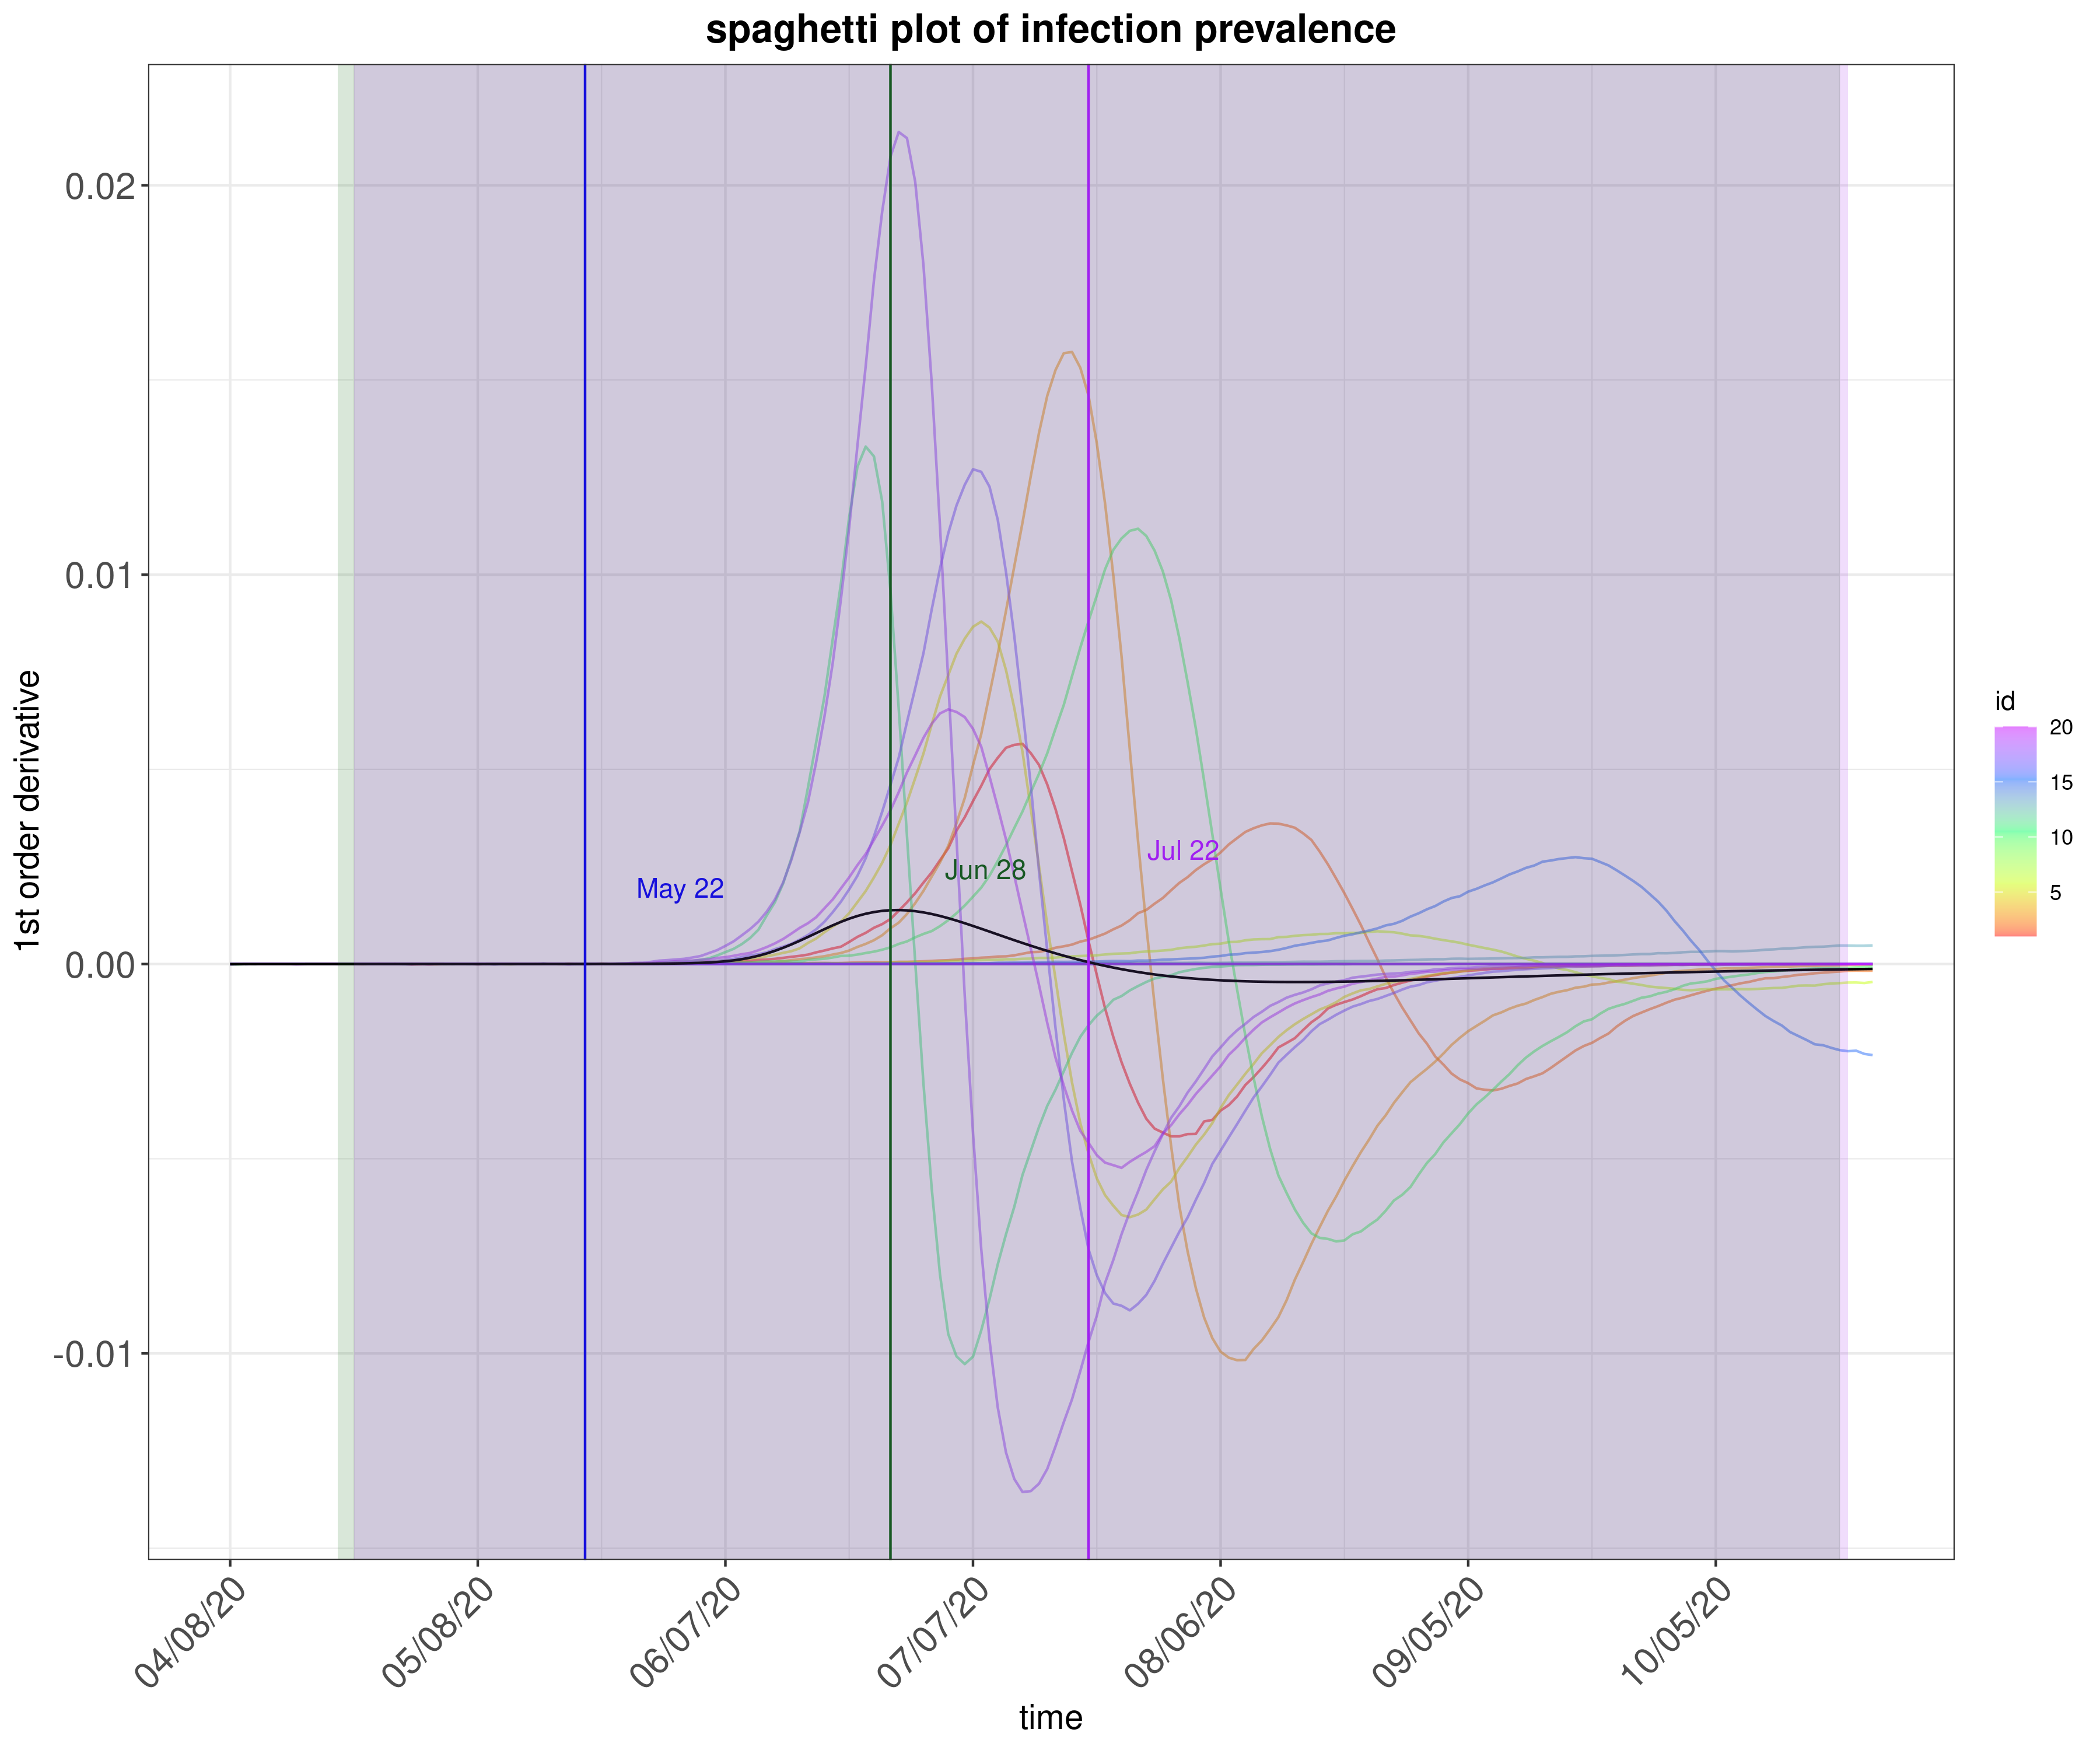 spaghetti plot of infection prevalence
1st order derivative
0.02
0.01
0.00
-0.01
May 22
Jun 28
Jul 22
id
20
15
10
5
04/08/20
05/08/20
06/07/20
07/07/20
08/06/20
09/05/20
10/05/20
time